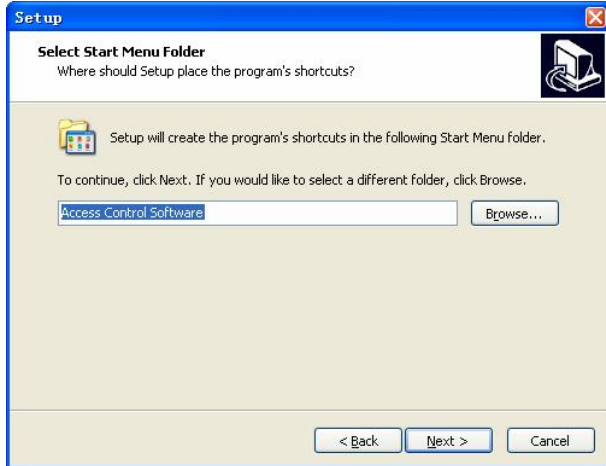 Setup
Select Start Menu Folder
Where should Setup place the program's shortcuts?
Setup will create the program's shortcuts in the following Start Menu folder.
To continue, click Next. If you would like to select a different folder, click Browse.
Access Control Software
Browse...
< Back
Next >
Cancel